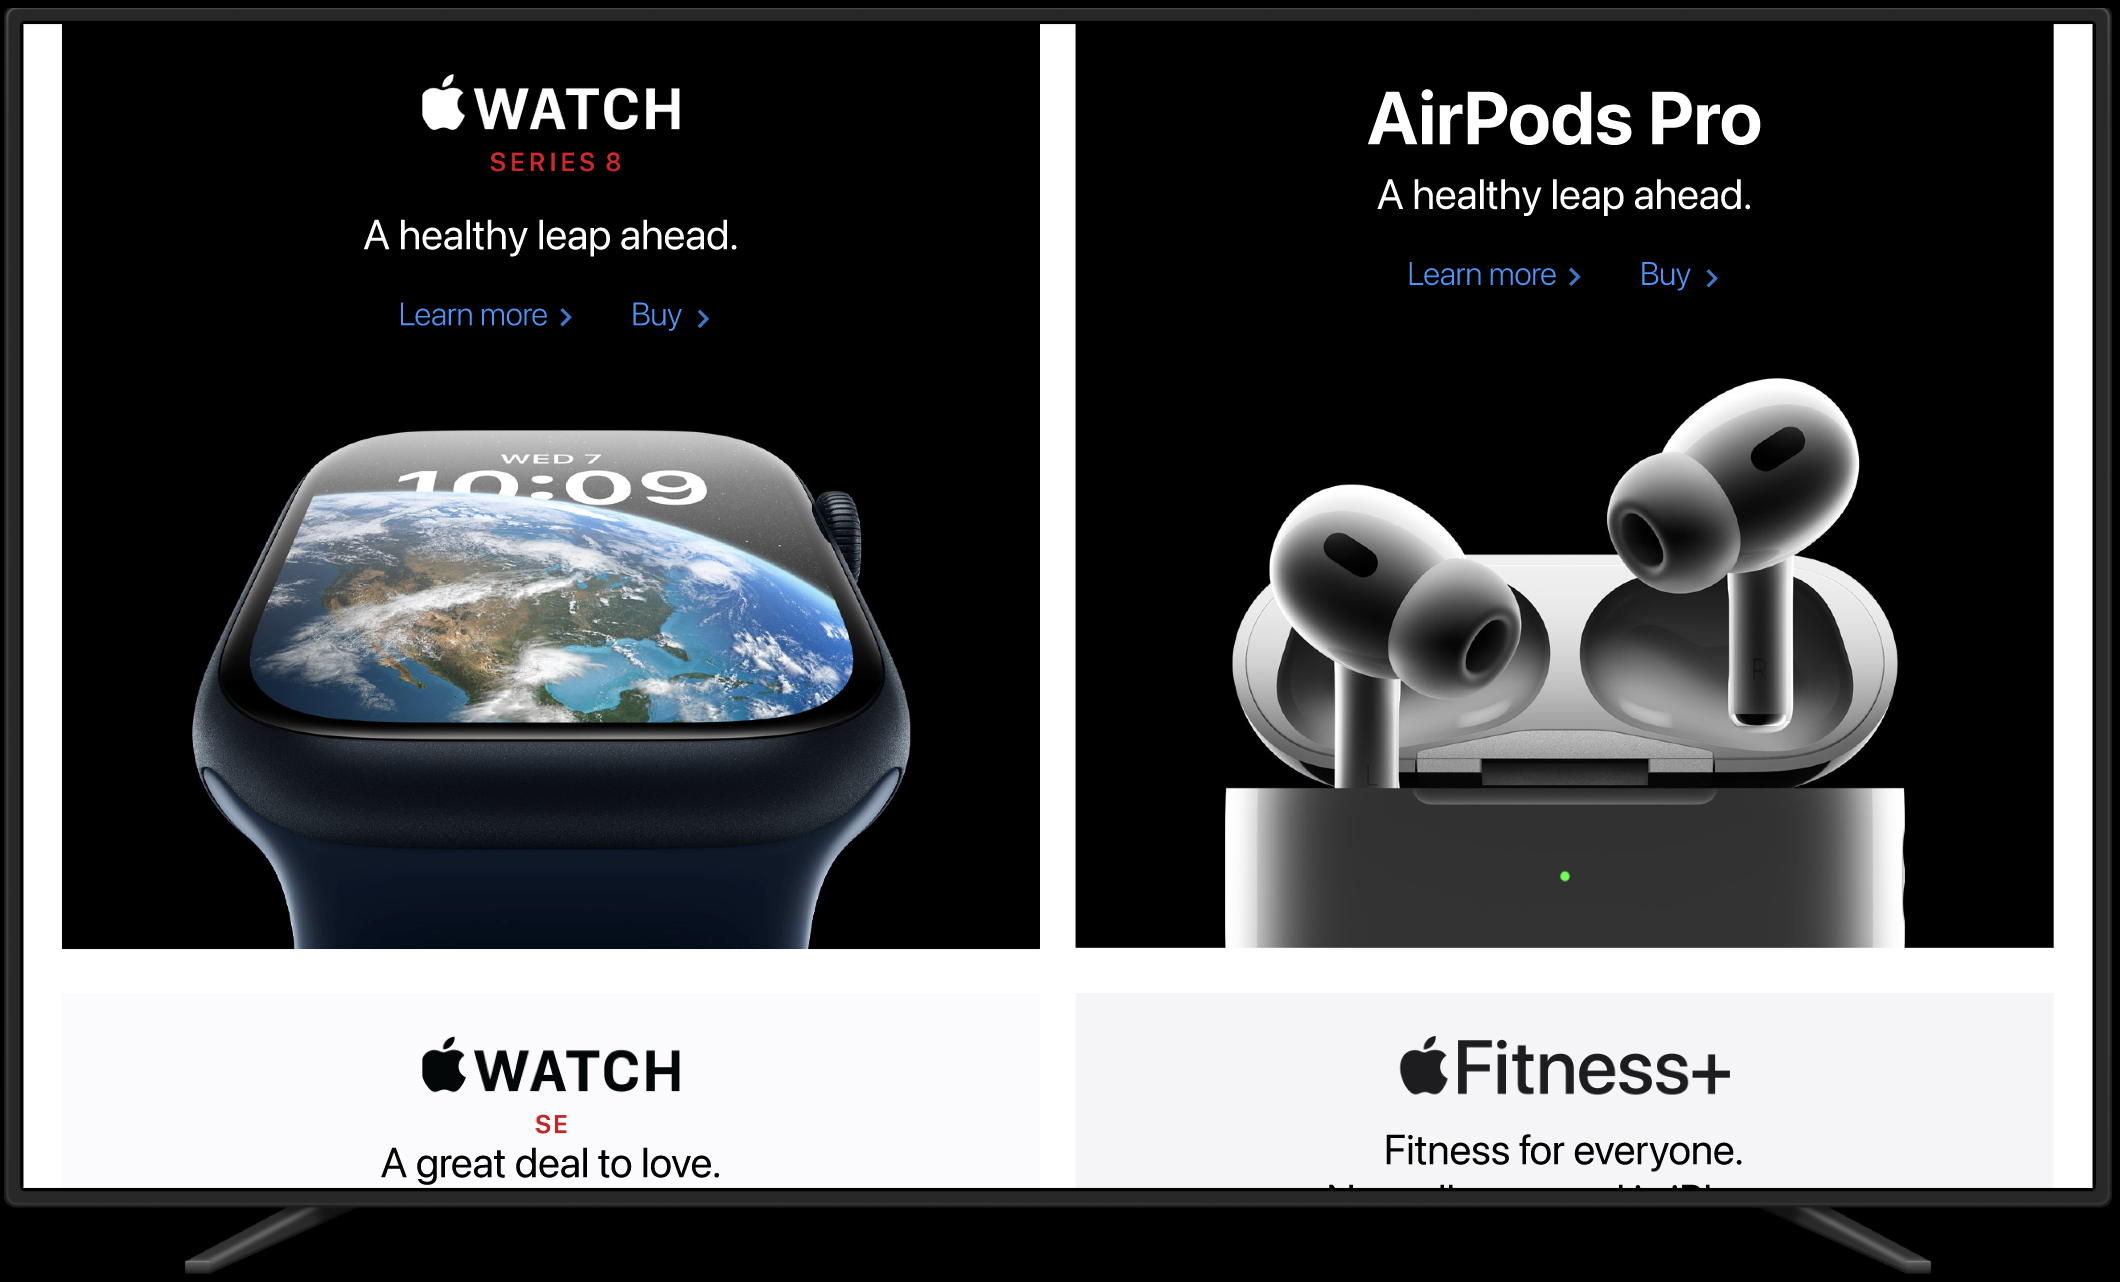 WATCH
SERIES 8
A healthy leap ahead.
Learn more
Buy
WED 7
10:09
AirPods Pro
A healthy leap ahead.
Learn more
Buy
R
L
WATCH
SE
A great deal to love.
Fitness+
Fitness for everyone.